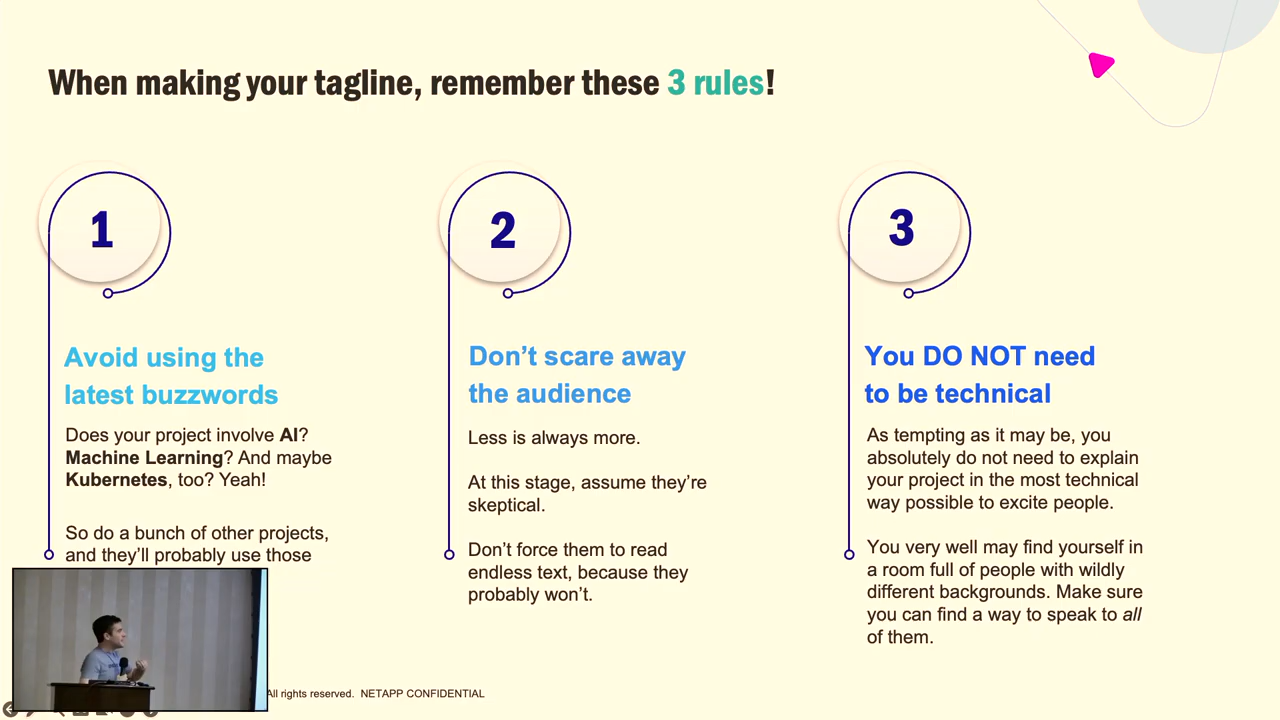 When making your tagline, remember these 3 rules!
1
Avoid using the
latest buzzwords
Does your project involve AI?
Machine Learning? And maybe
Kubernetes, too? Yeah!
So do a bunch of other projects,
and they’ll probably use those
2
Don’t scare away
the audience
Less is always more.
At this stage, assume they’re
skeptical.
Don’t force them to read
endless text, because they
probably won’t.
3
You DO NOT need
to be technical
As tempting as it may be, you
absolutely do not need to explain
your project in the most technical
way possible to excite people.
You very well may find yourself in
a room full of people with wildly
different backgrounds. Make sure
you can find a way to speak to all
of them.
All rights reserved. NETAPP CONFIDENTIAL